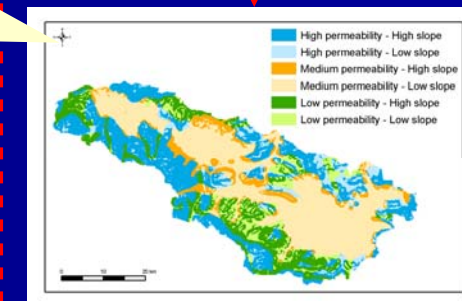 High permeability - High slope
High permeability - Low slope
Medium permeability - High slope
Medium permeability - Low slope
Low permeability - High slope
Low permeability - Low slope
0 10 20 km